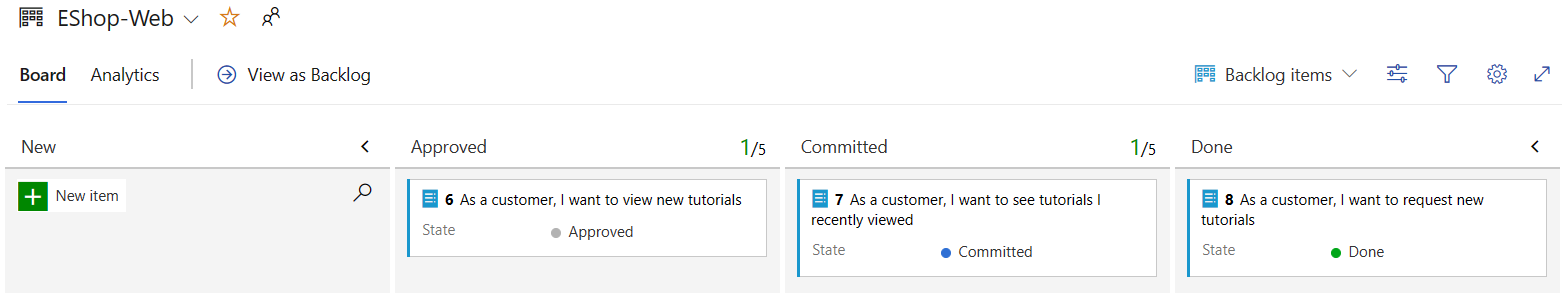 EShop-Web
Board Analytics View as Backlog Backlog items
New
New item
Approved 1/5
6 As a customer, I want to view new tutorials
State Approved
Committed 1/5
7 As a customer, I want to see tutorials I
recently viewed
State Committed
Done
8 As a customer, I want to request new
tutorials
State Done